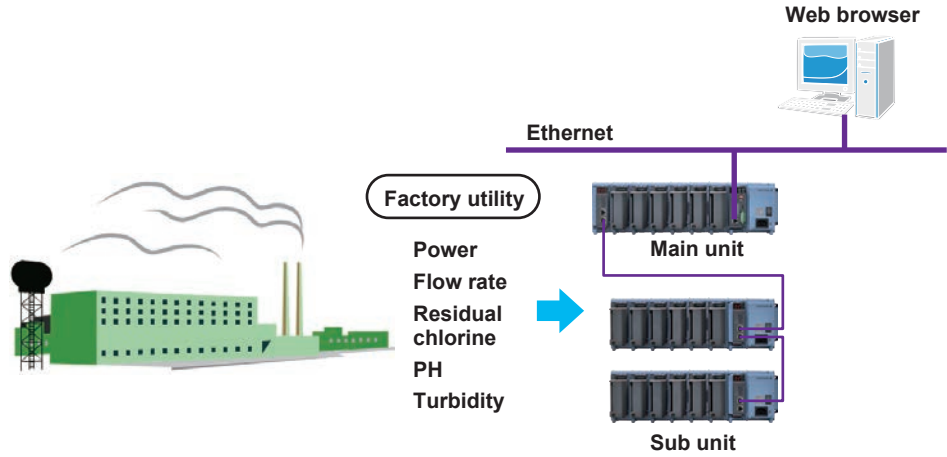 Web browser
Ethernet
Factory utility
Main unit
Power
Flow rate
Residual
chlorine
PH
Turbidity
Sub unit